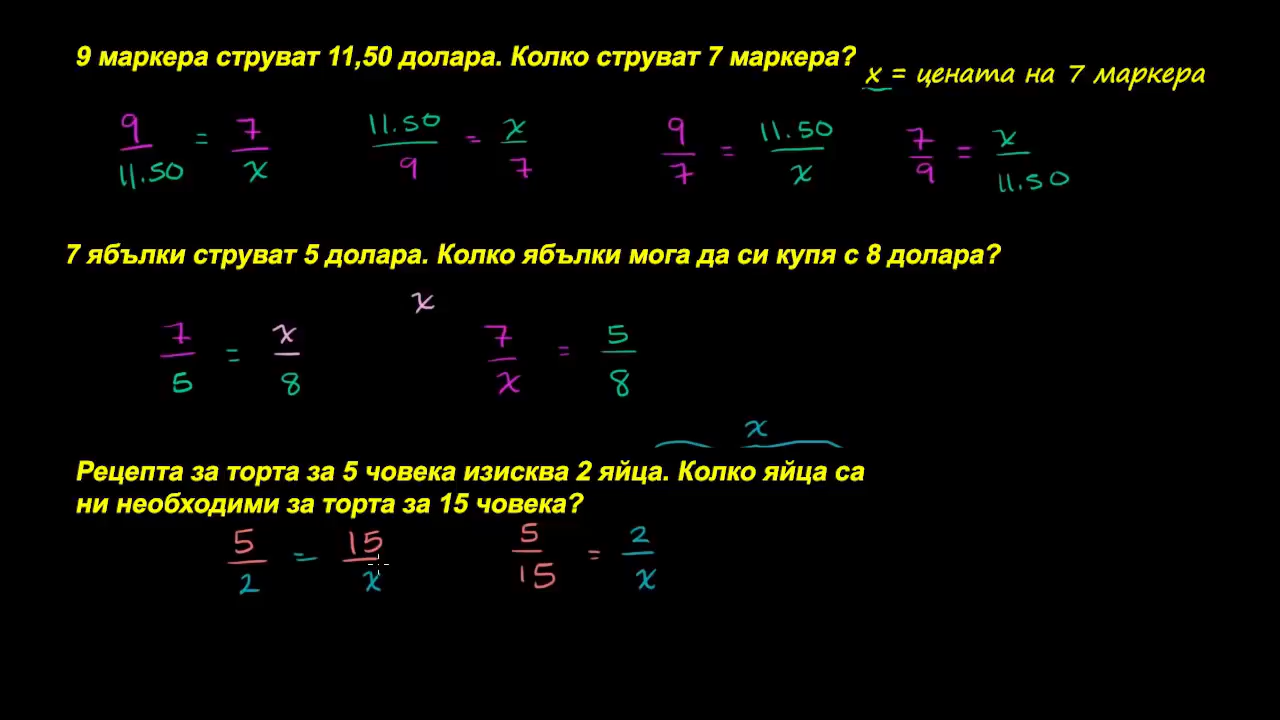 9 маркера струват 11,50 долара. Колко струват 7 маркера?
x = цената на 7 маркера
9/11.50 = 7/x 11.50/9 = x/7 9/7 = 11.50/x 7/9 = x/11.50
7 ябълки струват 5 долара. Колко ябълки мога да си купя с 8 долара?
x
7/5 = x/8 7/x = 5/8
x
Рецепта за торта за 5 човека изисква 2 яйца. Колко яйца са
ни необходими за торта за 15 човека?
5/2 = 15/x 5/15 = 2/x